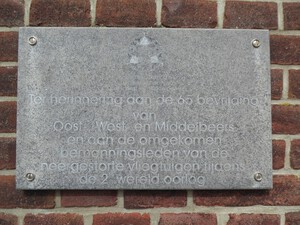 Ter herinnering aan de 65e bevrijding
van
Oost-, West- en Middelbeers
en aan de omgekomen
bemanningsleden van de
neergestorte vliegtuigen tijdens
de 2e wereld oorlog